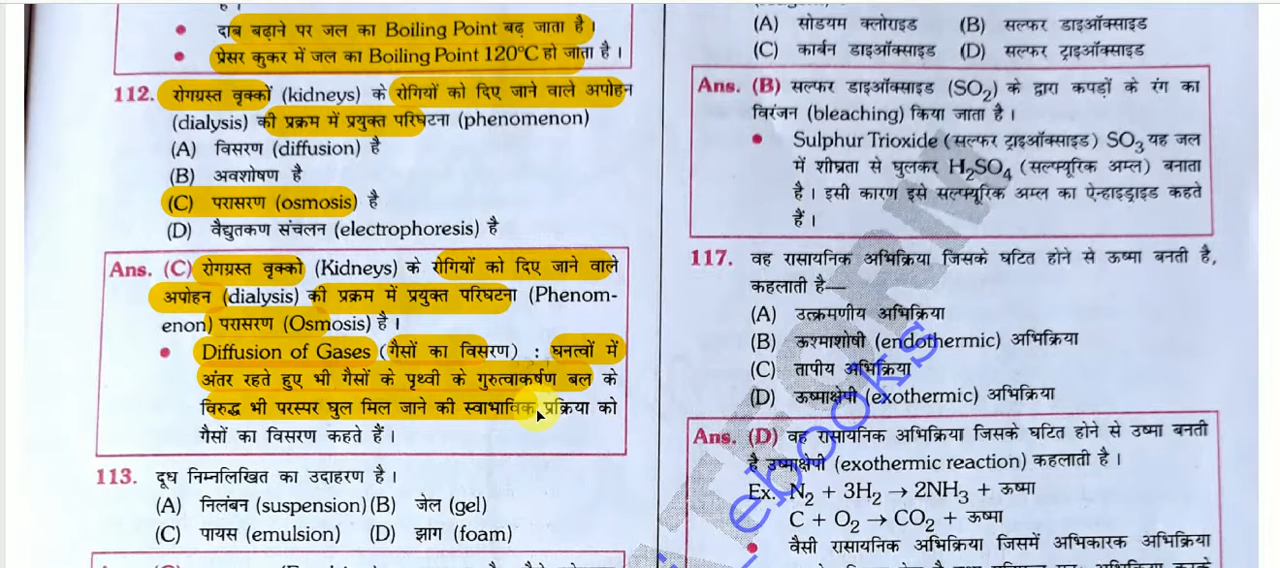 है।
• दाब बढ़ाने पर जल का Boiling Point बढ़ जाता है।
• प्रेसर कुकर में जल का Boiling Point 120°C हो जाता है।
112. रोगग्रस्त वृक्कों (kidneys) के रोगियों को दिए जाने वाले अपोहन
(dialysis) की प्रक्रम में प्रयुक्त परिघटना (phenomenon)
(A) विसरण (diffusion) है
(B) अवशोषण है
(C) परासरण (osmosis) है
(D) वैद्युतकण संचलन (electrophoresis) है
Ans. (C) रोगग्रस्त वृक्को (Kidneys) के रोगियों को दिए जाने वाले
अपोहन (dialysis) की प्रक्रम में प्रयुक्त परिघटना (Phenom-
enon) परासरण (Osmosis) है।
• Diffusion of Gases (गैसों का विसरण) : घनत्वों में
अंतर रहते हुए भी गैसों के पृथ्वी के गुरुत्वाकर्षण बल के
विरुद्ध भी परस्पर घुल मिल जाने की स्वाभाविक प्रक्रिया को
गैसों का विसरण कहते हैं।
113. दूध निम्नलिखित का उदाहरण है।
(A) निलंबन (suspension) (B) जेल (gel)
(C) पायस (emulsion) (D) झाग (foam)
(A) सोडयम क्लोराइड (B) सल्फर डाइऑक्साइड
(C) कार्बन डाइऑक्साइड (D) सल्फर ट्राइऑक्साइड
Ans. (B) सल्फर डाइऑक्साइड (SO₂) के द्वारा कपड़ों के रंग का
विरंजन (bleaching) किया जाता है।
• Sulphur Trioxide (सल्फर ट्राइऑक्साइड) SO₃ यह जल
में शीघ्रता से घुलकर H₂SO₄ (सल्फ्यूरिक अम्ल) बनाता
है। इसी कारण इसे सल्फ्यूरिक अम्ल का ऐन्हाइड्राइड कहते
हैं।
117. वह रासायनिक अभिक्रिया जिसके घटित होने से ऊष्मा बनती है,
कहलाती है—
(A) उत्क्रमणीय अभिक्रिया
(B) ऊश्माशोषी (endothermic) अभिक्रिया
(C) तापीय अभिक्रिया
(D) ऊष्माक्षेपी (exothermic) अभिक्रिया
Ans. (D) वह रासायनिक अभिक्रिया जिसके घटित होने से उष्मा बनती
है उष्माक्षेपी (exothermic reaction) कहलाती है।
Ex. N₂ + 3H₂ → 2NH₃ + ऊष्मा
C + O₂ → CO₂ + ऊष्मा
• वैसी रासायनिक अभिक्रिया जिसमें अभिकारक अभिक्रिया
ebooks